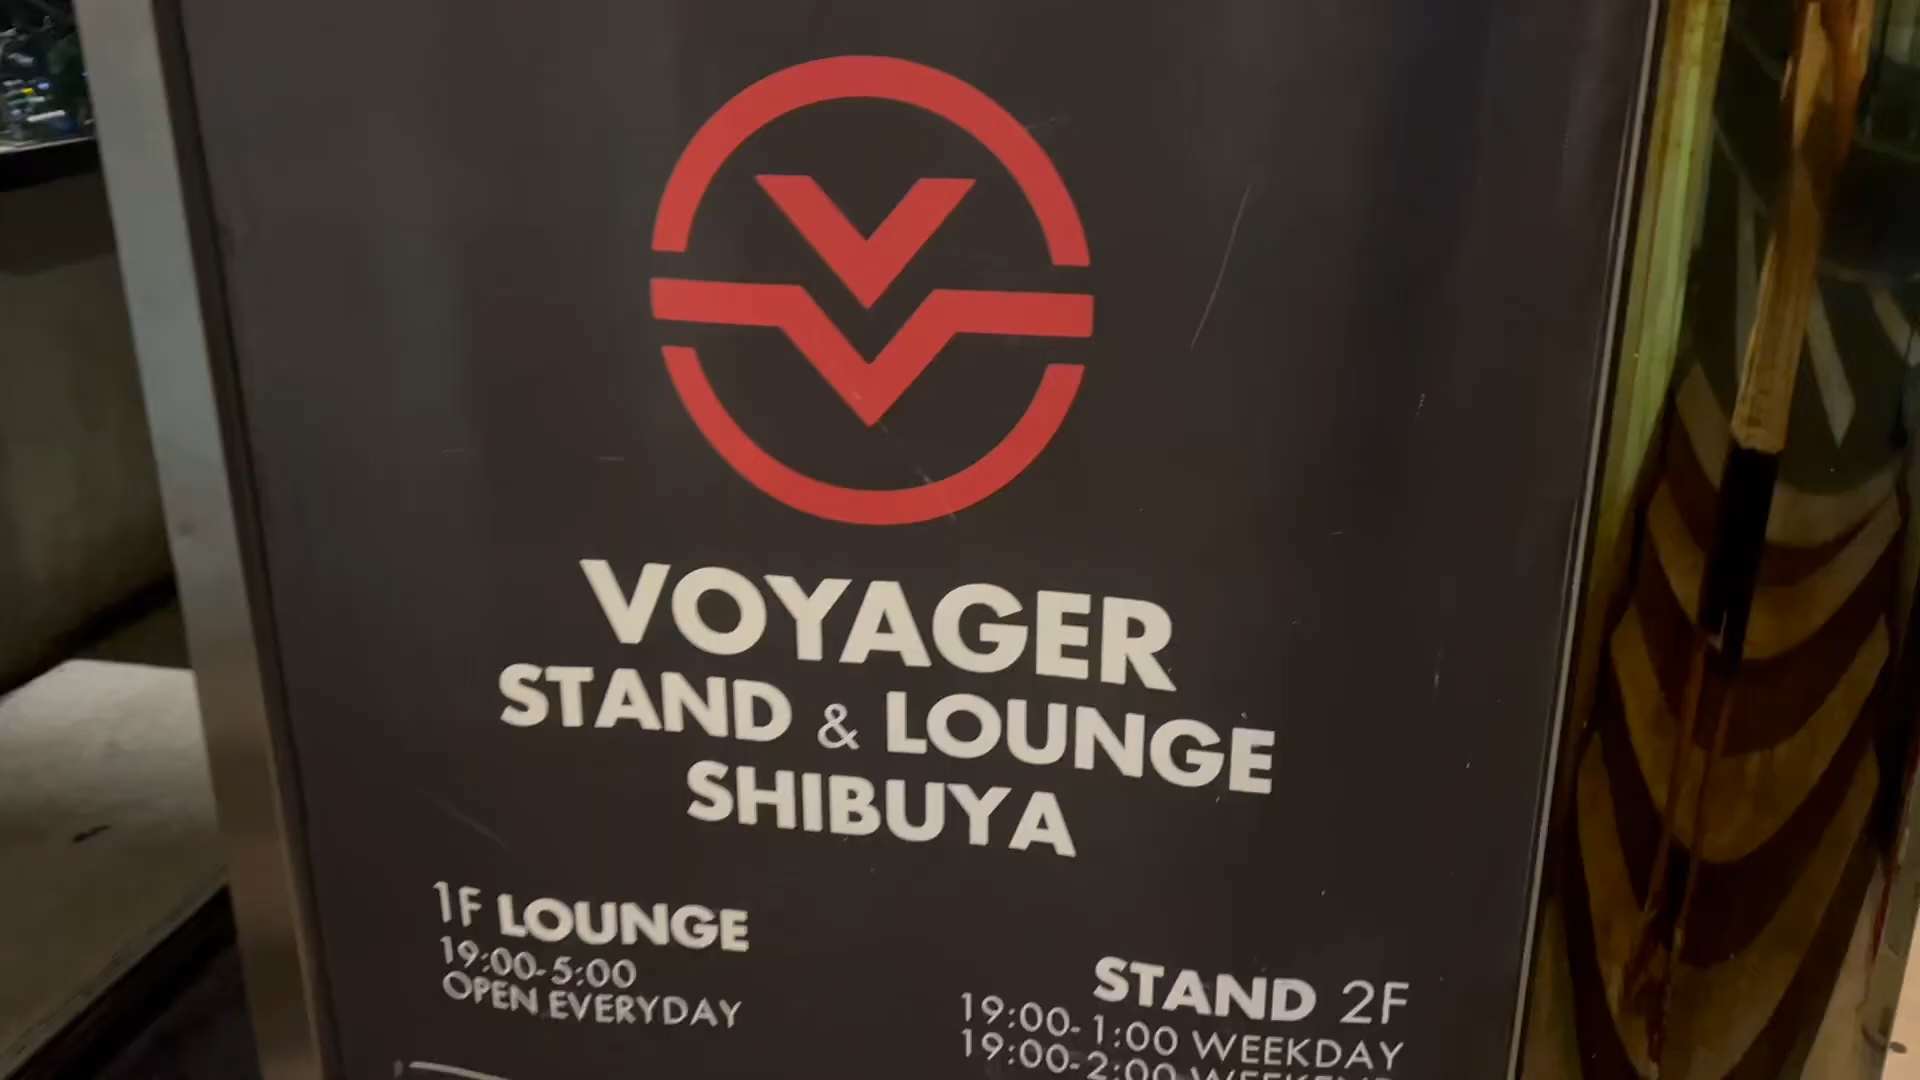 VOYAGER
STAND & LOUNGE
SHIBUYA
1F LOUNGE
19:00-5:00
OPEN EVERYDAY
STAND 2F
19:00-1:00 WEEKDAY
19:00-2:00